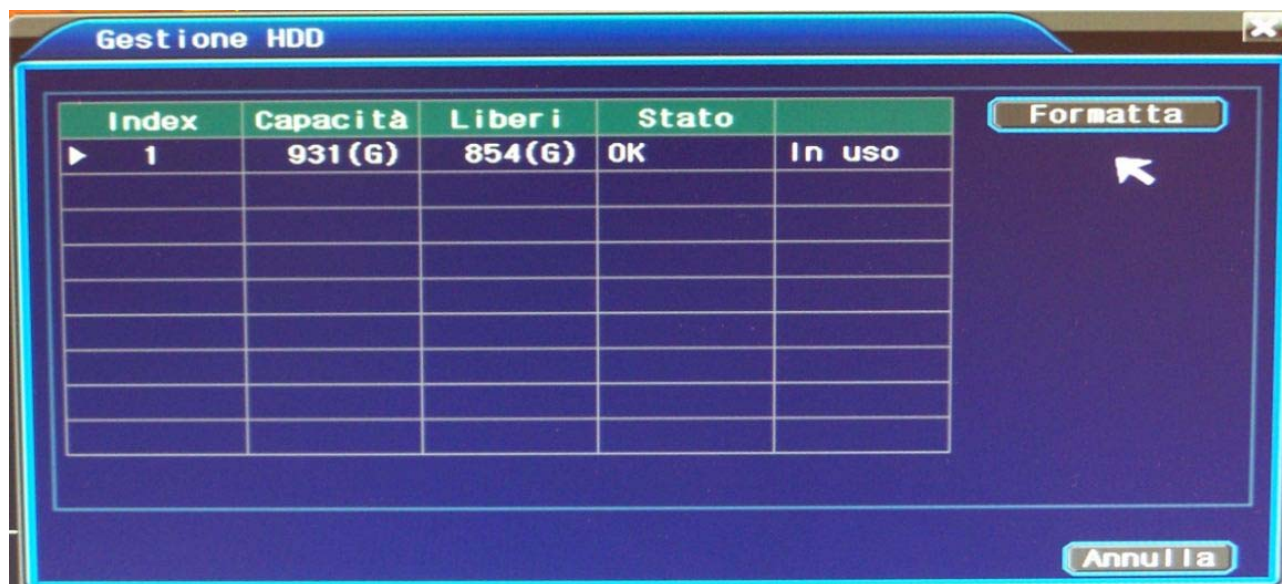 Gestione HDD
Index Capacità Liberi Stato
1 931(G) 854(G) OK In uso
Formatta
Annulla